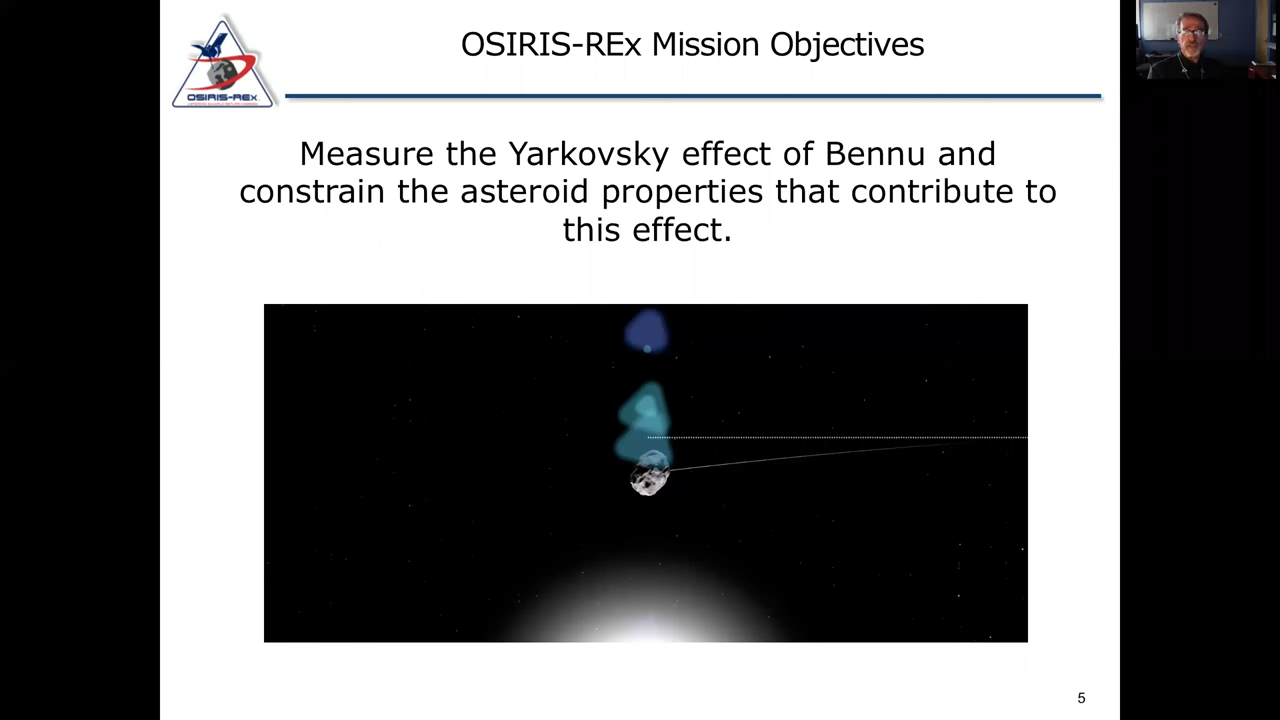 OSIRIS-REx Mission Objectives
OSIRIS-REx
Measure the Yarkovsky effect of Bennu and
constrain the asteroid properties that contribute to
this effect.
5